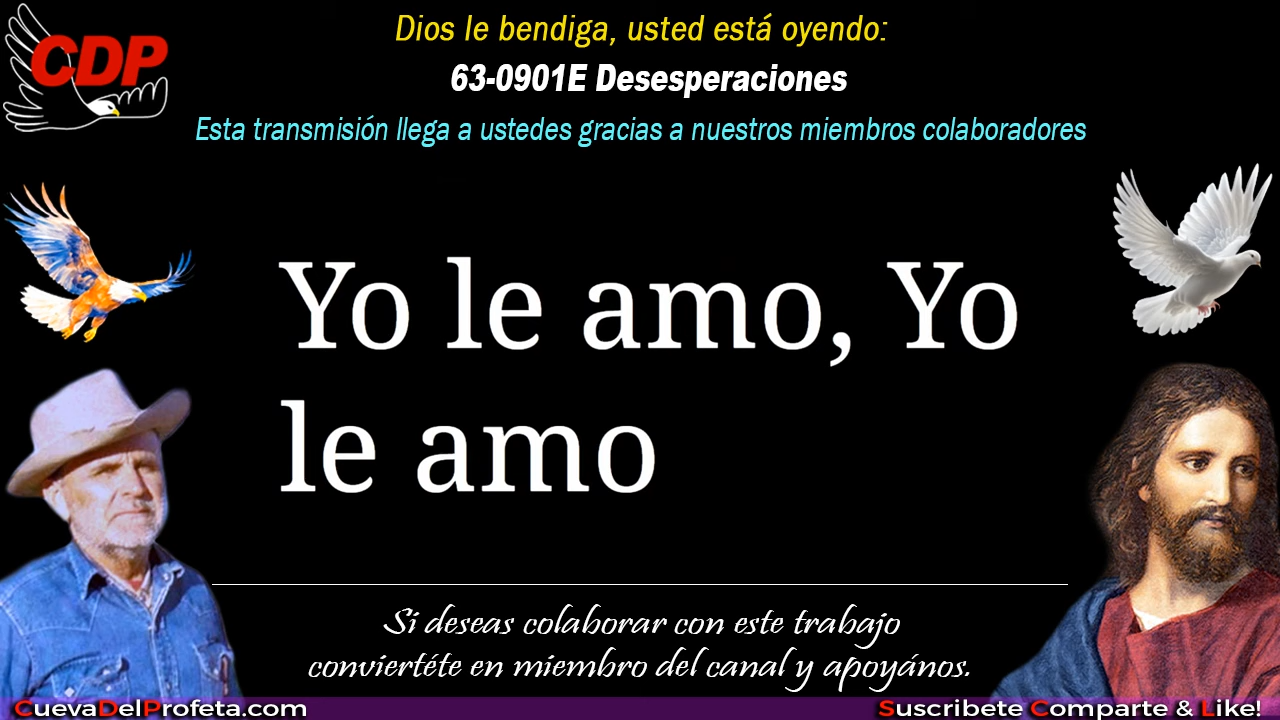 CDP
Dios le bendiga, usted está oyendo:
63-0901E Desesperaciones
Esta transmisión llega a ustedes gracias a nuestros miembros colaboradores
Yo le amo, Yo
le amo
Si deseas colaborar con este trabajo
conviertéte en miembro del canal y apoyános.
CuevaDelProfeta.com
Suscribete Comparte & Like!